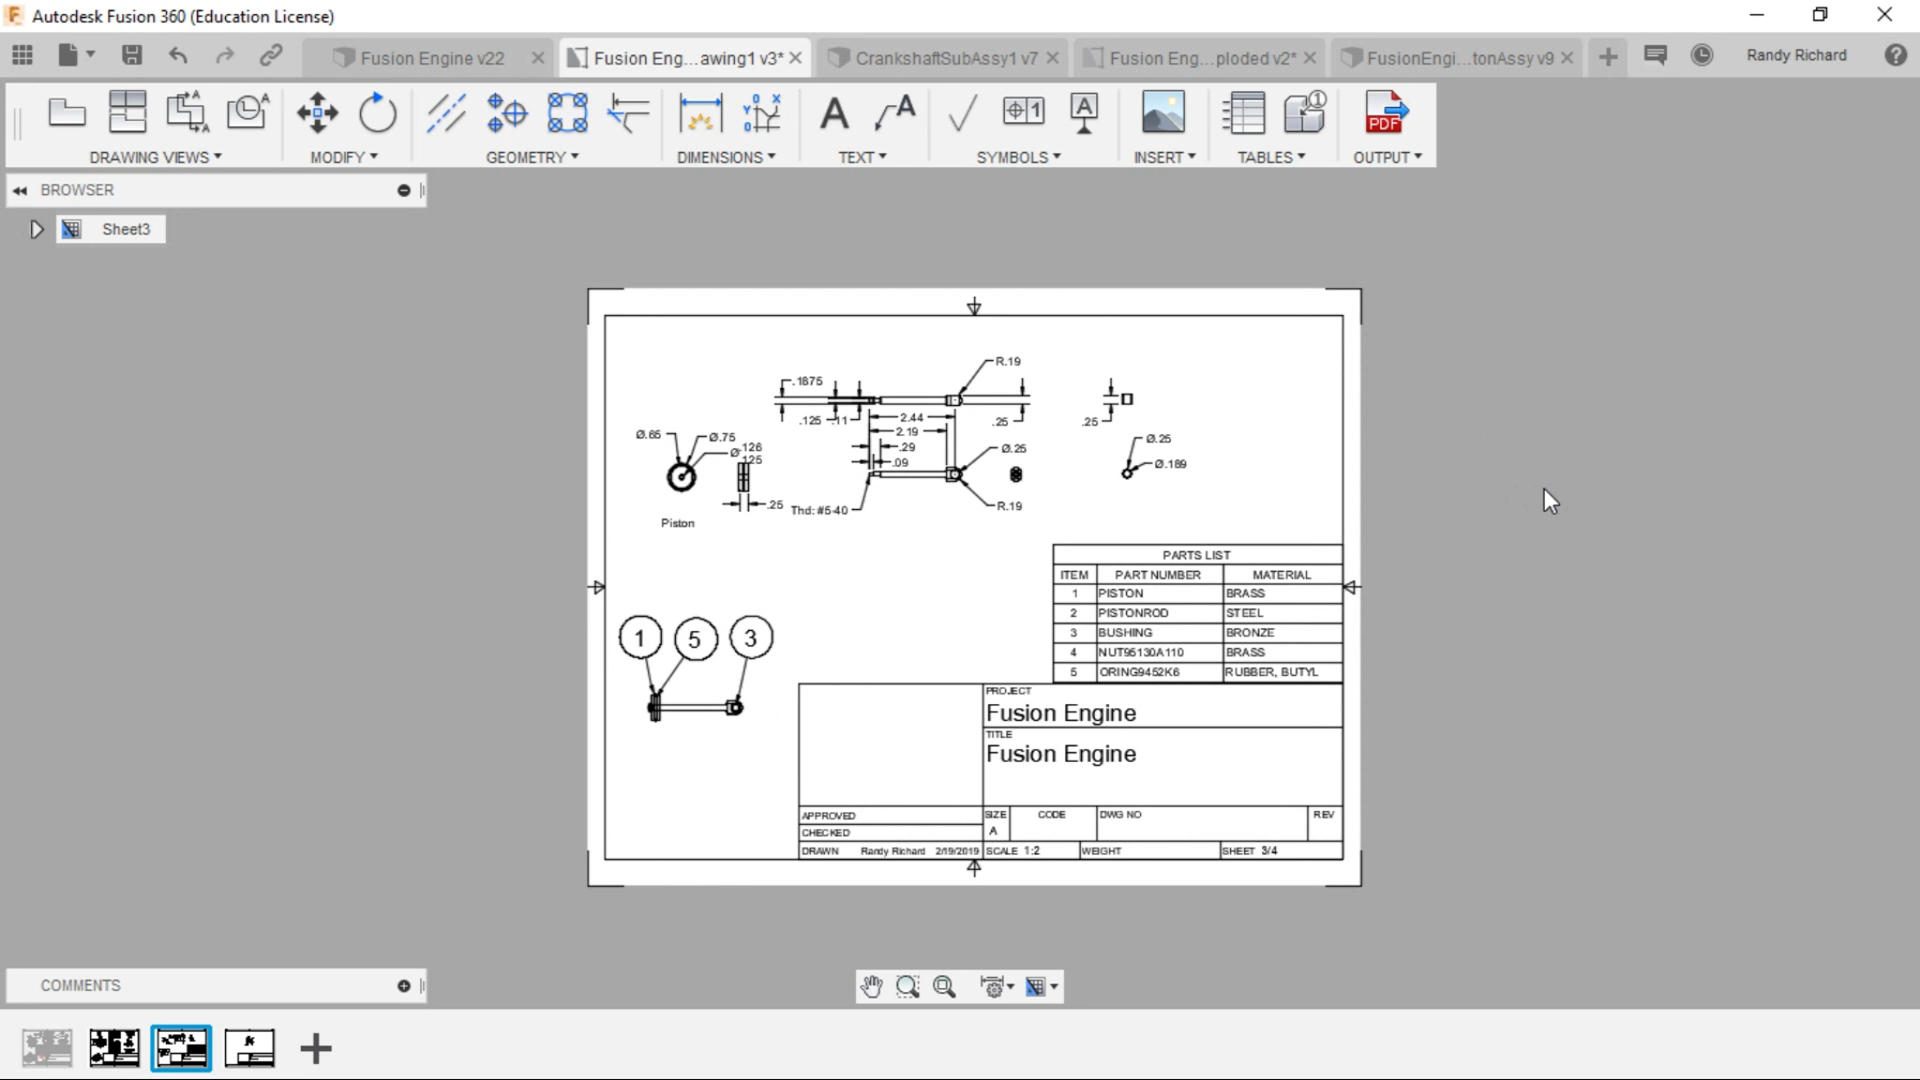 Autodesk Fusion 360 (Education License)
Fusion Engine v22
Fusion Eng...awing1 v3*
CrankshaftSubAssy1 v7
Fusion Eng...ploded v2*
FusionEngi...tonAssy v9
Randy Richard
DRAWING VIEWS
MODIFY
GEOMETRY
DIMENSIONS
TEXT
SYMBOLS
INSERT
TABLES
OUTPUT
PDF
BROWSER
Sheet3
R.19
.1875
.125
.11
2.44
.25
.25
2.19
Ø.65
Ø.75
.126
Ø
.125
.29
Ø.25
Ø.25
.09
Ø.189
.25
Thd: #5-40
R.19
Piston
PARTS LIST
ITEM PART NUMBER MATERIAL
1 PISTON BRASS
2 PISTONROD STEEL
3 BUSHING BRONZE
4 NUT95130A110 BRASS
5 ORING9452K6 RUBBER, BUTYL
1 5 3
PROJECT
Fusion Engine
TITLE
Fusion Engine
APPROVED
CHECKED
DRAWN Randy Richard 2/19/2019
SIZE
A
CODE
DWG NO
REV
SCALE 1:2
WEIGHT
SHEET 3/4
COMMENTS